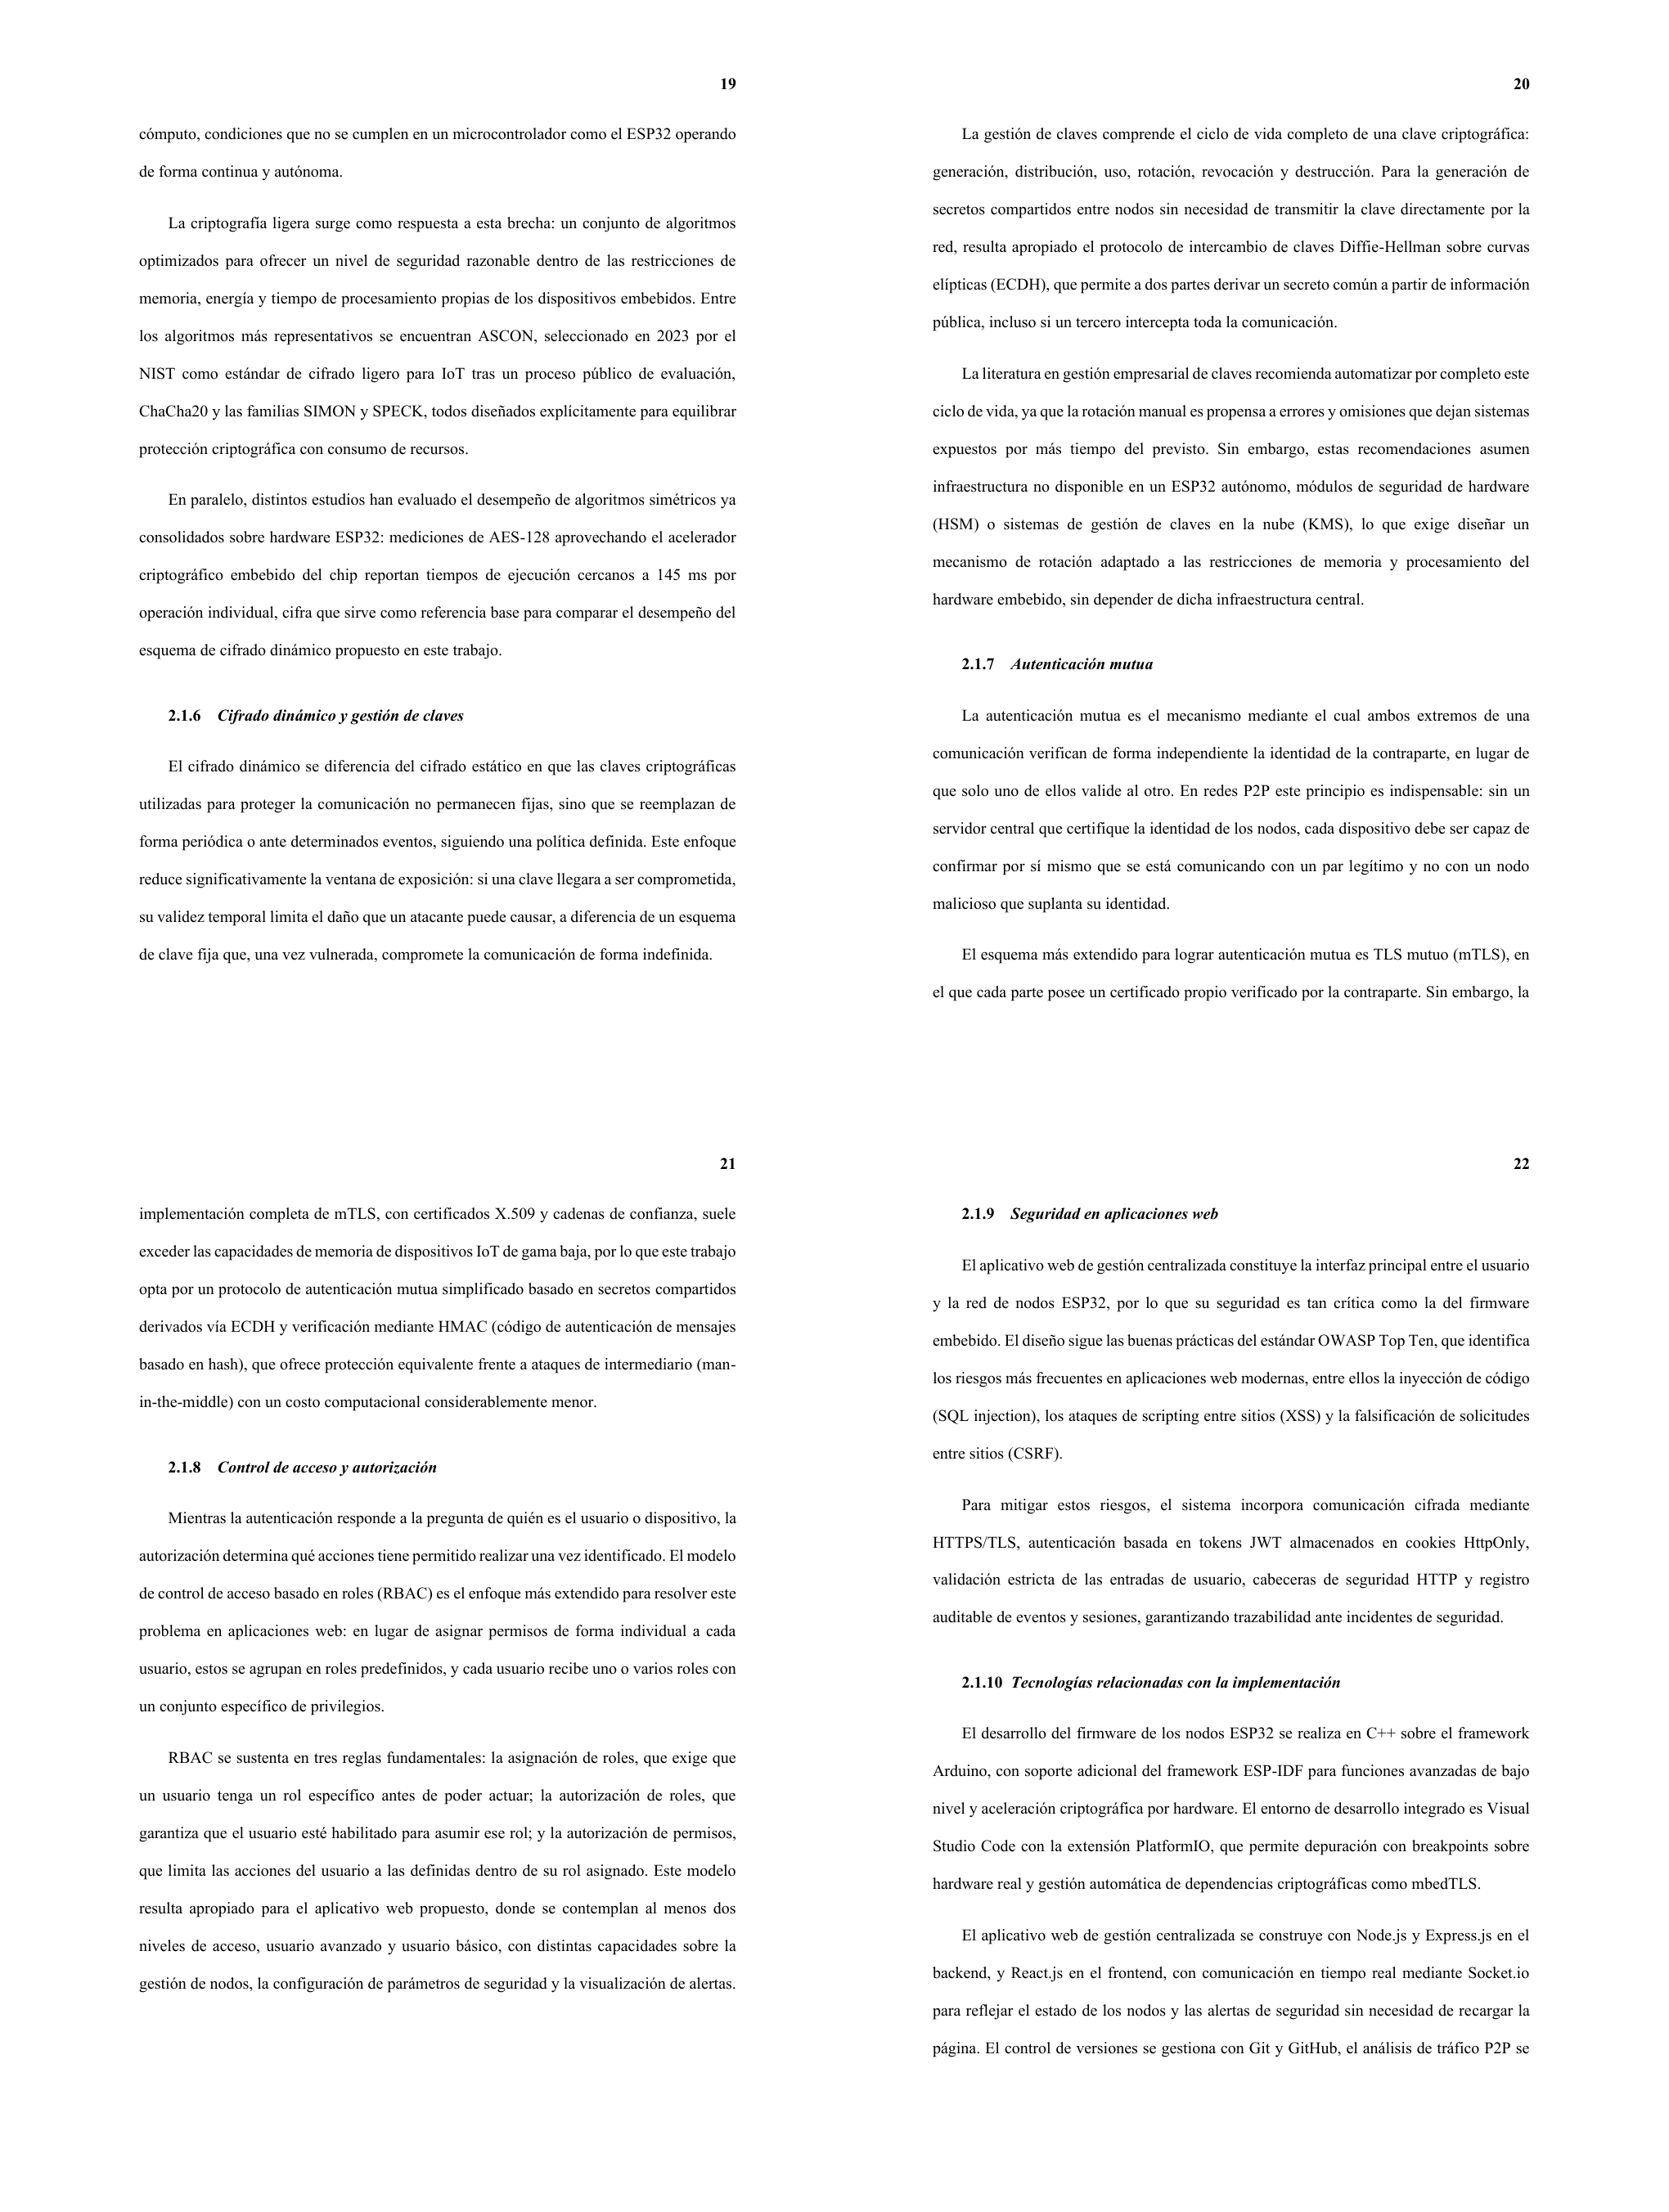 19
cómputo, condiciones que no se cumplen en un microcontrolador como el ESP32 operando
de forma continua y autónoma.
La criptografía ligera surge como respuesta a esta brecha: un conjunto de algoritmos
optimizados para ofrecer un nivel de seguridad razonable dentro de las restricciones de
memoria, energía y tiempo de procesamiento propias de los dispositivos embebidos. Entre
los algoritmos más representativos se encuentran ASCON, seleccionado en 2023 por el
NIST como estándar de cifrado ligero para IoT tras un proceso público de evaluación,
ChaCha20 y las familias SIMON y SPECK, todos diseñados explícitamente para equilibrar
protección criptográfica con consumo de recursos.
En paralelo, distintos estudios han evaluado el desempeño de algoritmos simétricos ya
consolidados sobre hardware ESP32: mediciones de AES-128 aprovechando el acelerador
criptográfico embebido del chip reportan tiempos de ejecución cercanos a 145 ms por
operación individual, cifra que sirve como referencia base para comparar el desempeño del
esquema de cifrado dinámico propuesto en este trabajo.
2.1.6 Cifrado dinámico y gestión de claves
El cifrado dinámico se diferencia del cifrado estático en que las claves criptográficas
utilizadas para proteger la comunicación no permanecen fijas, sino que se reemplazan de
forma periódica o ante determinados eventos, siguiendo una política definida. Este enfoque
reduce significativamente la ventana de exposición: si una clave llegara a ser comprometida,
su validez temporal limita el daño que un atacante puede causar, a diferencia de un esquema
de clave fija que, una vez vulnerada, compromete la comunicación de forma indefinida.
20
La gestión de claves comprende el ciclo de vida completo de una clave criptográfica:
generación, distribución, uso, rotación, revocación y destrucción. Para la generación de
secretos compartidos entre nodos sin necesidad de transmitir la clave directamente por la
red, resulta apropiado el protocolo de intercambio de claves Diffie-Hellman sobre curvas
elípticas (ECDH), que permite a dos partes derivar un secreto común a partir de información
pública, incluso si un tercero intercepta toda la comunicación.
La literatura en gestión empresarial de claves recomienda automatizar por completo este
ciclo de vida, ya que la rotación manual es propensa a errores y omisiones que dejan sistemas
expuestos por más tiempo del previsto. Sin embargo, estas recomendaciones asumen
infraestructura no disponible en un ESP32 autónomo, módulos de seguridad de hardware
(HSM) o sistemas de gestión de claves en la nube (KMS), lo que exige diseñar un
mecanismo de rotación adaptado a las restricciones de memoria y procesamiento del
hardware embebido, sin depender de dicha infraestructura central.
2.1.7 Autenticación mutua
La autenticación mutua es el mecanismo mediante el cual ambos extremos de una
comunicación verifican de forma independiente la identidad de la contraparte, en lugar de
que solo uno de ellos valide al otro. En redes P2P este principio es indispensable: sin un
servidor central que certifique la identidad de los nodos, cada dispositivo debe ser capaz de
confirmar por sí mismo que se está comunicando con un par legítimo y no con un nodo
malicioso que suplanta su identidad.
El esquema más extendido para lograr autenticación mutua es TLS mutuo (mTLS), en
el que cada parte posee un certificado propio verificado por la contraparte. Sin embargo, la
21
implementación completa de mTLS, con certificados X.509 y cadenas de confianza, suele
exceder las capacidades de memoria de dispositivos IoT de gama baja, por lo que este trabajo
opta por un protocolo de autenticación mutua simplificado basado en secretos compartidos
derivados vía ECDH y verificación mediante HMAC (código de autenticación de mensajes
basado en hash), que ofrece protección equivalente frente a ataques de intermediario (man-
in-the-middle) con un costo computacional considerablemente menor.
2.1.8 Control de acceso y autorización
Mientras la autenticación responde a la pregunta de quién es el usuario o dispositivo, la
autorización determina qué acciones tiene permitido realizar una vez identificado. El modelo
de control de acceso basado en roles (RBAC) es el enfoque más extendido para resolver este
problema en aplicaciones web: en lugar de asignar permisos de forma individual a cada
usuario, estos se agrupan en roles predefinidos, y cada usuario recibe uno o varios roles con
un conjunto específico de privilegios.
RBAC se sustenta en tres reglas fundamentales: la asignación de roles, que exige que
un usuario tenga un rol específico antes de poder actuar; la autorización de roles, que
garantiza que el usuario esté habilitado para asumir ese rol; y la autorización de permisos,
que limita las acciones del usuario a las definidas dentro de su rol asignado. Este modelo
resulta apropiado para el aplicativo web propuesto, donde se contemplan al menos dos
niveles de acceso, usuario avanzado y usuario básico, con distintas capacidades sobre la
gestión de nodos, la configuración de parámetros de seguridad y la visualización de alertas.
22
2.1.9 Seguridad en aplicaciones web
El aplicativo web de gestión centralizada constituye la interfaz principal entre el usuario
y la red de nodos ESP32, por lo que su seguridad es tan crítica como la del firmware
embebido. El diseño sigue las buenas prácticas del estándar OWASP Top Ten, que identifica
los riesgos más frecuentes en aplicaciones web modernas, entre ellos la inyección de código
(SQL injection), los ataques de scripting entre sitios (XSS) y la falsificación de solicitudes
entre sitios (CSRF).
Para mitigar estos riesgos, el sistema incorpora comunicación cifrada mediante
HTTPS/TLS, autenticación basada en tokens JWT almacenados en cookies HttpOnly,
validación estricta de las entradas de usuario, cabeceras de seguridad HTTP y registro
auditable de eventos y sesiones, garantizando trazabilidad ante incidentes de seguridad.
2.1.10 Tecnologías relacionadas con la implementación
El desarrollo del firmware de los nodos ESP32 se realiza en C++ sobre el framework
Arduino, con soporte adicional del framework ESP-IDF para funciones avanzadas de bajo
nivel y aceleración criptográfica por hardware. El entorno de desarrollo integrado es Visual
Studio Code con la extensión PlatformIO, que permite depuración con breakpoints sobre
hardware real y gestión automática de dependencias criptográficas como mbedTLS.
El aplicativo web de gestión centralizada se construye con Node.js y Express.js en el
backend, y React.js en el frontend, con comunicación en tiempo real mediante Socket.io
para reflejar el estado de los nodos y las alertas de seguridad sin necesidad de recargar la
página. El control de versiones se gestiona con Git y GitHub, el análisis de tráfico P2P se